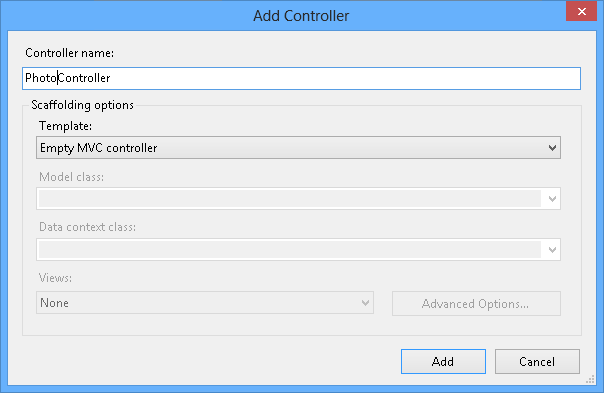 Add Controller
Controller name:
PhotoController
Scaffolding options
Template:
Empty MVC controller
Model class:
Data context class:
Views:
None
Advanced Options...
Add
Cancel